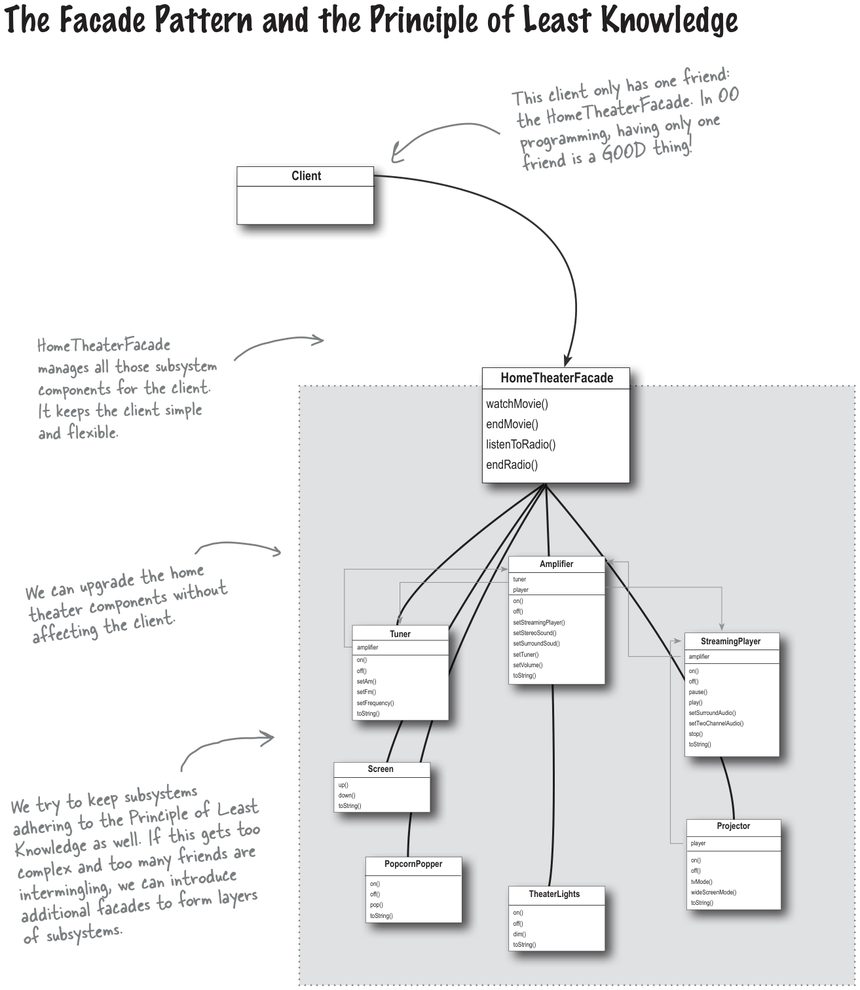 The Facade Pattern and the Principle of Least Knowledge
This client only has one friend:
the HomeTheaterFacade. In OO
programming, having only one
friend is a GOOD thing!
Client
HomeTheaterFacade
manages all those subsystem
components for the client.
It keeps the client simple
and flexible.
HomeTheaterFacade
watchMovie()
endMovie()
listenToRadio()
endRadio()
We can upgrade the home
theater components without
affecting the client.
Amplifier
tuner
player
on()
off()
setStreamingPlayer()
setStereoSound()
setSurroundSoud()
setTuner()
setVolume()
toString()
Tuner
amplifier
on()
off()
setAm()
setFm()
setFrequency()
toString()
StreamingPlayer
amplifier
on()
off()
pause()
play()
setSurroundAudio()
setTwoChannelAudio()
stop()
toString()
We try to keep subsystems
adhering to the Principle of Least
Knowledge as well. If this gets too
complex and too many friends are
intermingling, we can introduce
additional facades to form layers
of subsystems.
Screen
up()
down()
toString()
PopcornPopper
on()
off()
pop()
toString()
TheaterLights
on()
off()
dim()
toString()
Projector
player
on()
off()
tvMode()
wideScreenMode()
toString()